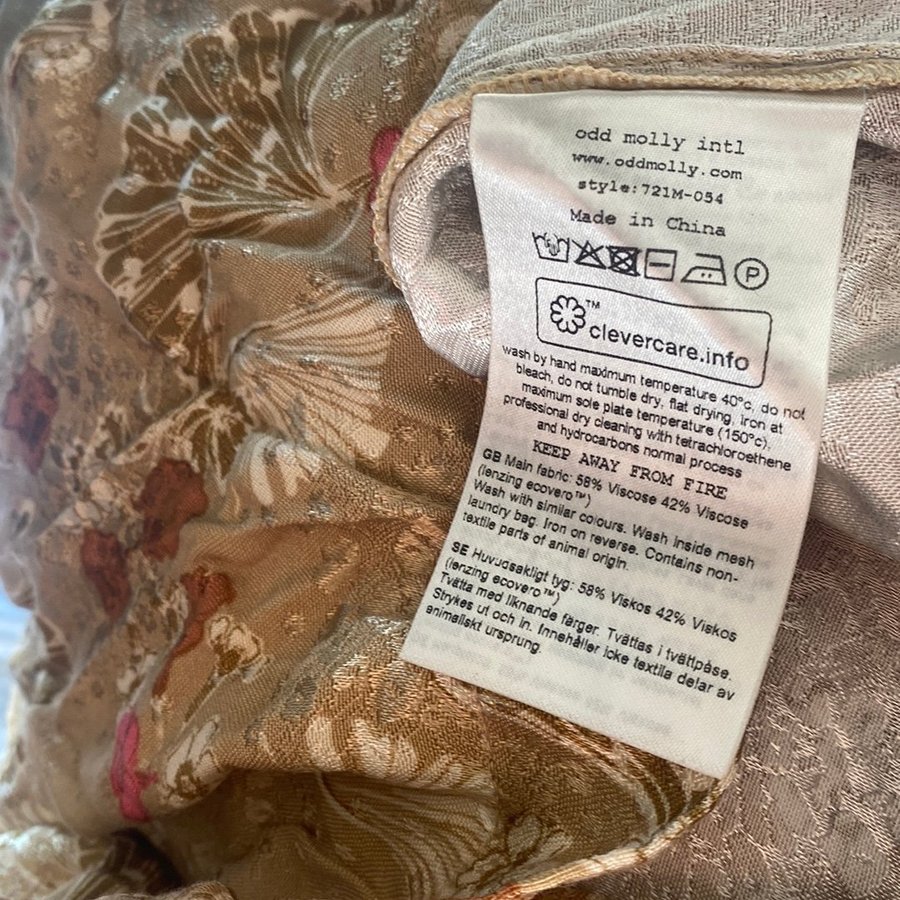 odd molly intl
www.oddmolly.com
style:721M-054
Made in China
P
™
clevercare.info
wash by hand maximum temperature 40°c, do not
bleach, do not tumble dry, flat drying, iron at
maximum sole plate temperature (150°c),
professional dry cleaning with tetrachloroethene
and hydrocarbons normal process
KEEP AWAY FROM FIRE
GB Main fabric: 58% Viscose 42% Viscose
(lenzing ecovero™)
Wash with similar colours. Wash inside mesh
laundry bag. Iron on reverse. Contains non-
textile parts of animal origin.
SE Huvudsakligt tyg: 58% Viskos 42% Viskos
(lenzing ecovero™)
Tvätta med liknande färger. Tvättas i tvättpåse.
Strykes ut och in. Innehåller icke textila delar av
animaliskt ursprung.